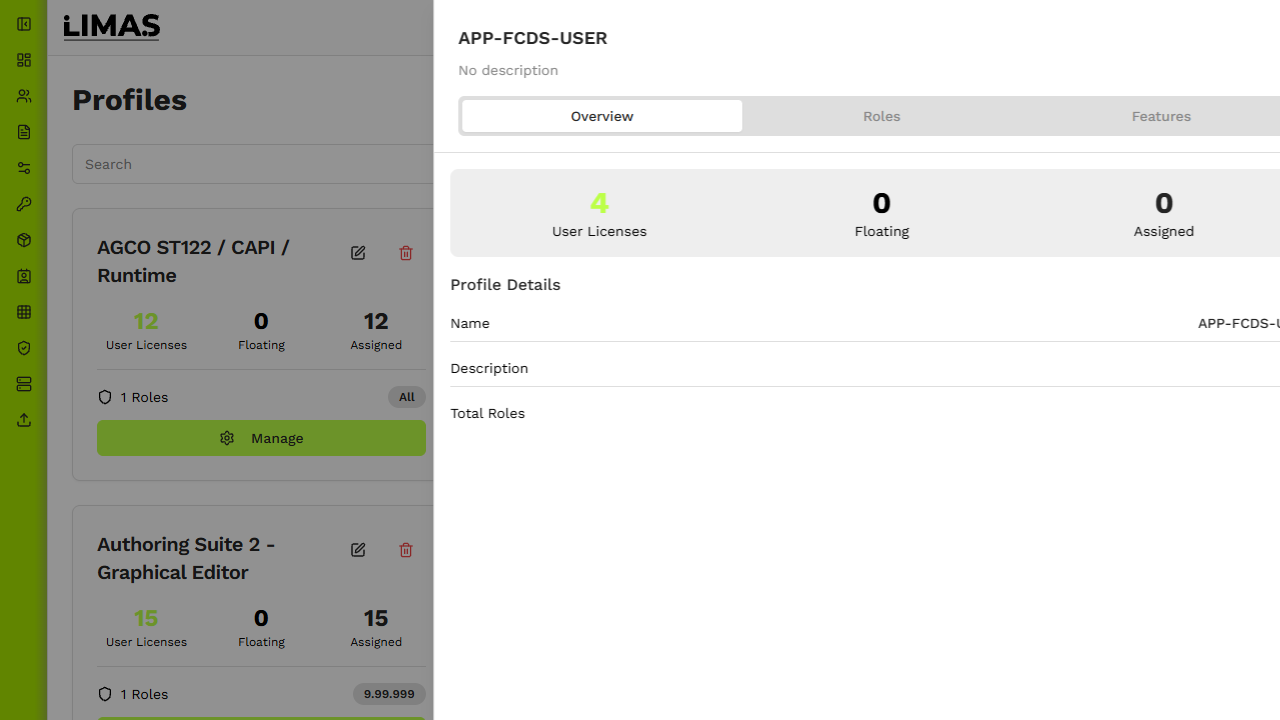 LIMAS
Profiles
Search
AGCO ST122 / CAPI /
Runtime
12 0 12
User Licenses Floating Assigned
1 Roles All
Manage
Authoring Suite 2 -
Graphical Editor
15 0 15
User Licenses Floating Assigned
1 Roles 9.99.999
APP-FCDS-USER
No description
Overview Roles Features
4 0 0
User Licenses Floating Assigned
Profile Details
Name APP-FCDS-U
Description
Total Roles